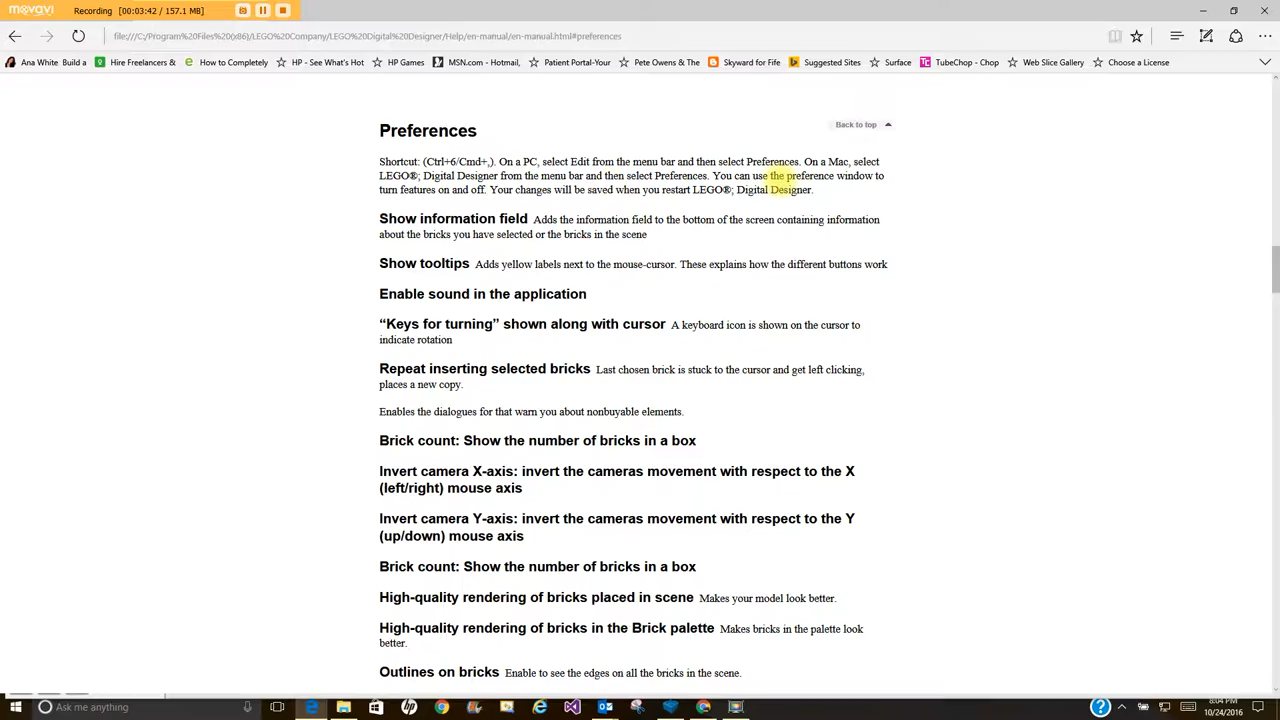 movavi
Recording (00:03:42 / 157.1 MB)
file:///C:/Program%20Files%20(x86)/LEGO%20Company/LEGO%20Digital%20Designer/Help/en-manual/en-manual.html#preferences
Ana White Build a Hire Freelancers & How to Completely HP - See What's Hot HP Games MSN.com - Hotmail, Patient Portal-Your Pete Owens & The Skyward for Fife Suggested Sites Surface TubeChop - Chop Web Slice Gallery Choose a License
Preferences
Back to top
Shortcut: (Ctrl+6/Cmd+,). On a PC, select Edit from the menu bar and then select Preferences. On a Mac, select
LEGO®; Digital Designer from the menu bar and then select Preferences. You can use the preference window to
turn features on and off. Your changes will be saved when you restart LEGO®; Digital Designer.
Show information field Adds the information field to the bottom of the screen containing information
about the bricks you have selected or the bricks in the scene
Show tooltips Adds yellow labels next to the mouse-cursor. These explains how the different buttons work
Enable sound in the application
“Keys for turning” shown along with cursor A keyboard icon is shown on the cursor to
indicate rotation
Repeat inserting selected bricks Last chosen brick is stuck to the cursor and get left clicking,
places a new copy.
Enables the dialogues for that warn you about nonbuyable elements.
Brick count: Show the number of bricks in a box
Invert camera X-axis: invert the cameras movement with respect to the X
(left/right) mouse axis
Invert camera Y-axis: invert the cameras movement with respect to the Y
(up/down) mouse axis
Brick count: Show the number of bricks in a box
High-quality rendering of bricks placed in scene Makes your model look better.
High-quality rendering of bricks in the Brick palette Makes bricks in the palette look
better.
Outlines on bricks Enable to see the edges on all the bricks in the scene.
Ask me anything
8:04 PM
10/24/2016